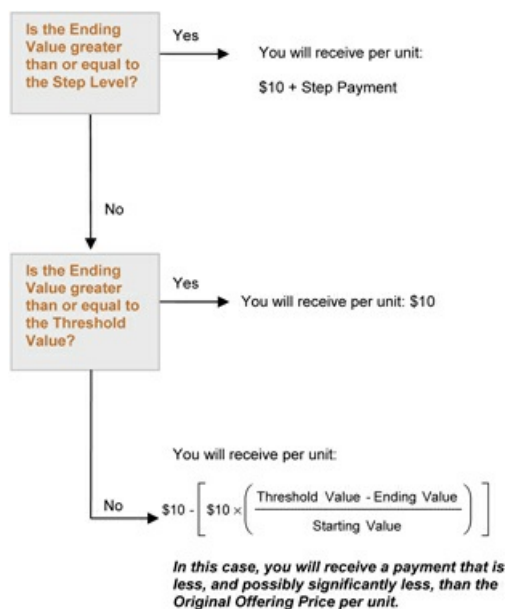 Is the Ending
Value greater
than or equal to
the Step Level?
Yes
You will receive per unit:
$10 + Step Payment
No
Is the Ending
Value greater
than or equal to
the Threshold
Value?
Yes
You will receive per unit: $10
You will receive per unit:
No
$10 - [ $10 × ( Threshold Value - Ending Value / Starting Value ) ]
In this case, you will receive a payment that is
less, and possibly significantly less, than the
Original Offering Price per unit.